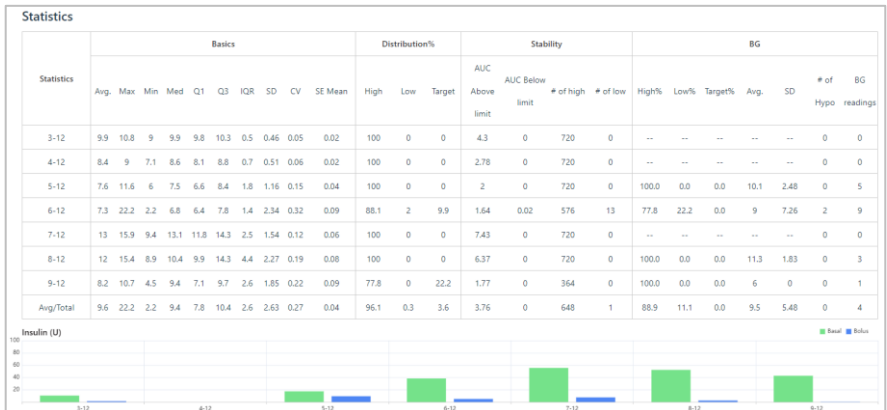 Statistics
Statistics Basics Distribution% Stability BG
Avg. Max Min Med Q1 Q3 IQR SD CV SE Mean High Low Target AUC Above limit AUC Below limit # of high # of low High% Low% Target% Avg. SD # of Hypo BG readings
3-12 9.9 10.8 9 9.9 9.8 10.3 0.5 0.46 0.05 0.02 100 0 0 4.3 0 720 0 -- -- -- -- -- 0 0
4-12 8.4 9 7.1 8.6 8.1 8.8 0.7 0.51 0.06 0.02 100 0 0 2.78 0 720 0 -- -- -- -- -- 0 0
5-12 7.6 11.6 6 7.5 6.6 8.4 1.8 1.16 0.15 0.04 100 0 0 2 0 720 0 100.0 0.0 0.0 10.1 2.48 0 5
6-12 7.3 22.2 2.2 6.8 6.4 7.8 1.4 2.34 0.32 0.09 88.1 2 9.9 1.64 0.02 576 13 77.8 22.2 0.0 9 7.26 2 9
7-12 13 15.9 9.4 13.1 11.8 14.3 2.5 1.54 0.12 0.06 100 0 0 7.43 0 720 0 -- -- -- -- -- 0 0
8-12 12 15.4 8.9 10.4 9.9 14.3 4.4 2.27 0.19 0.08 100 0 0 6.37 0 720 0 100.0 0.0 0.0 11.3 1.83 0 3
9-12 8.2 10.7 4.5 9.4 7.1 9.7 2.6 1.85 0.22 0.09 77.8 0 22.2 1.77 0 364 0 100.0 0.0 0.0 6 0 0 1
Avg/Total 9.6 22.2 2.2 9.4 7.8 10.4 2.6 2.63 0.27 0.04 96.1 0.3 3.6 3.76 0 648 1 88.9 11.1 0.0 9.5 5.48 0 4
Insulin (U) Basal Bolus
100
80
60
40
20
3-12 4-12 5-12 6-12 7-12 8-12 9-12